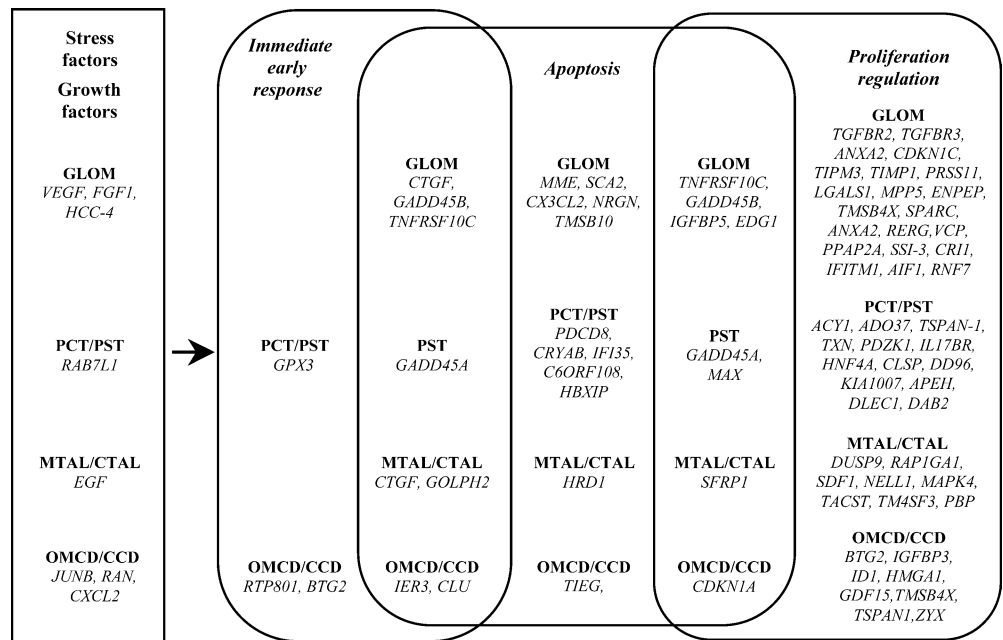 Stress
factors
Growth
factors
GLOM
VEGF, FGF1,
HCC-4
PCT/PST
RAB7L1
MTAL/CTAL
EGF
OMCD/CCD
JUNB, RAN,
CXCL2
Immediate
early
response
PCT/PST
GPX3
OMCD/CCD
RTP801, BTG2
GLOM
CTGF,
GADD45B,
TNFRSF10C
PST
GADD45A
MTAL/CTAL
CTGF, GOLPH2
OMCD/CCD
IER3, CLU
Apoptosis
GLOM
MME, SCA2,
CX3CL2, NRGN,
TMSB10
PCT/PST
PDCD8,
CRYAB, IFI35,
C6ORF108,
HBXIP
MTAL/CTAL
HRD1
OMCD/CCD
TIEG,
GLOM
TNFRSF10C,
GADD45B,
IGFBP5, EDG1
PST
GADD45A,
MAX
MTAL/CTAL
SFRP1
OMCD/CCD
CDKN1A
Proliferation
regulation
GLOM
TGFBR2, TGFBR3,
ANXA2, CDKN1C,
TIPM3, TIMP1, PRSS11,
LGALS1, MPP5, ENPEP,
TMSB4X, SPARC,
ANXA2, RERG,VCP,
PPAP2A, SSI-3, CRI1,
IFITM1, AIF1, RNF7
PCT/PST
ACY1, ADO37, TSPAN-1,
TXN, PDZK1, IL17BR,
HNF4A, CLSP, DD96,
KIA1007, APEH,
DLEC1, DAB2
MTAL/CTAL
DUSP9, RAP1GA1,
SDF1, NELL1, MAPK4,
TACST, TM4SF3, PBP
OMCD/CCD
BTG2, IGFBP3,
ID1, HMGA1,
GDF15,TMSB4X,
TSPAN1,ZYX